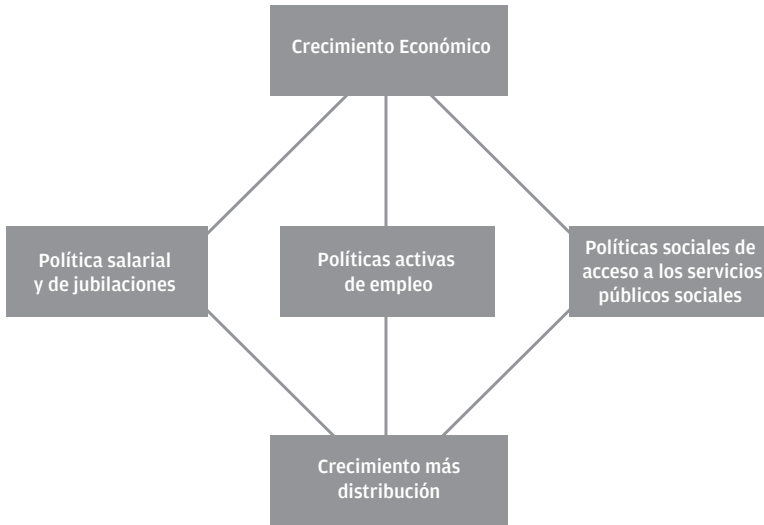 Crecimiento Económico
Política salarial
y de jubilaciones
Políticas activas
de empleo
Políticas sociales de
acceso a los servicios
públicos sociales
Crecimiento más
distribución